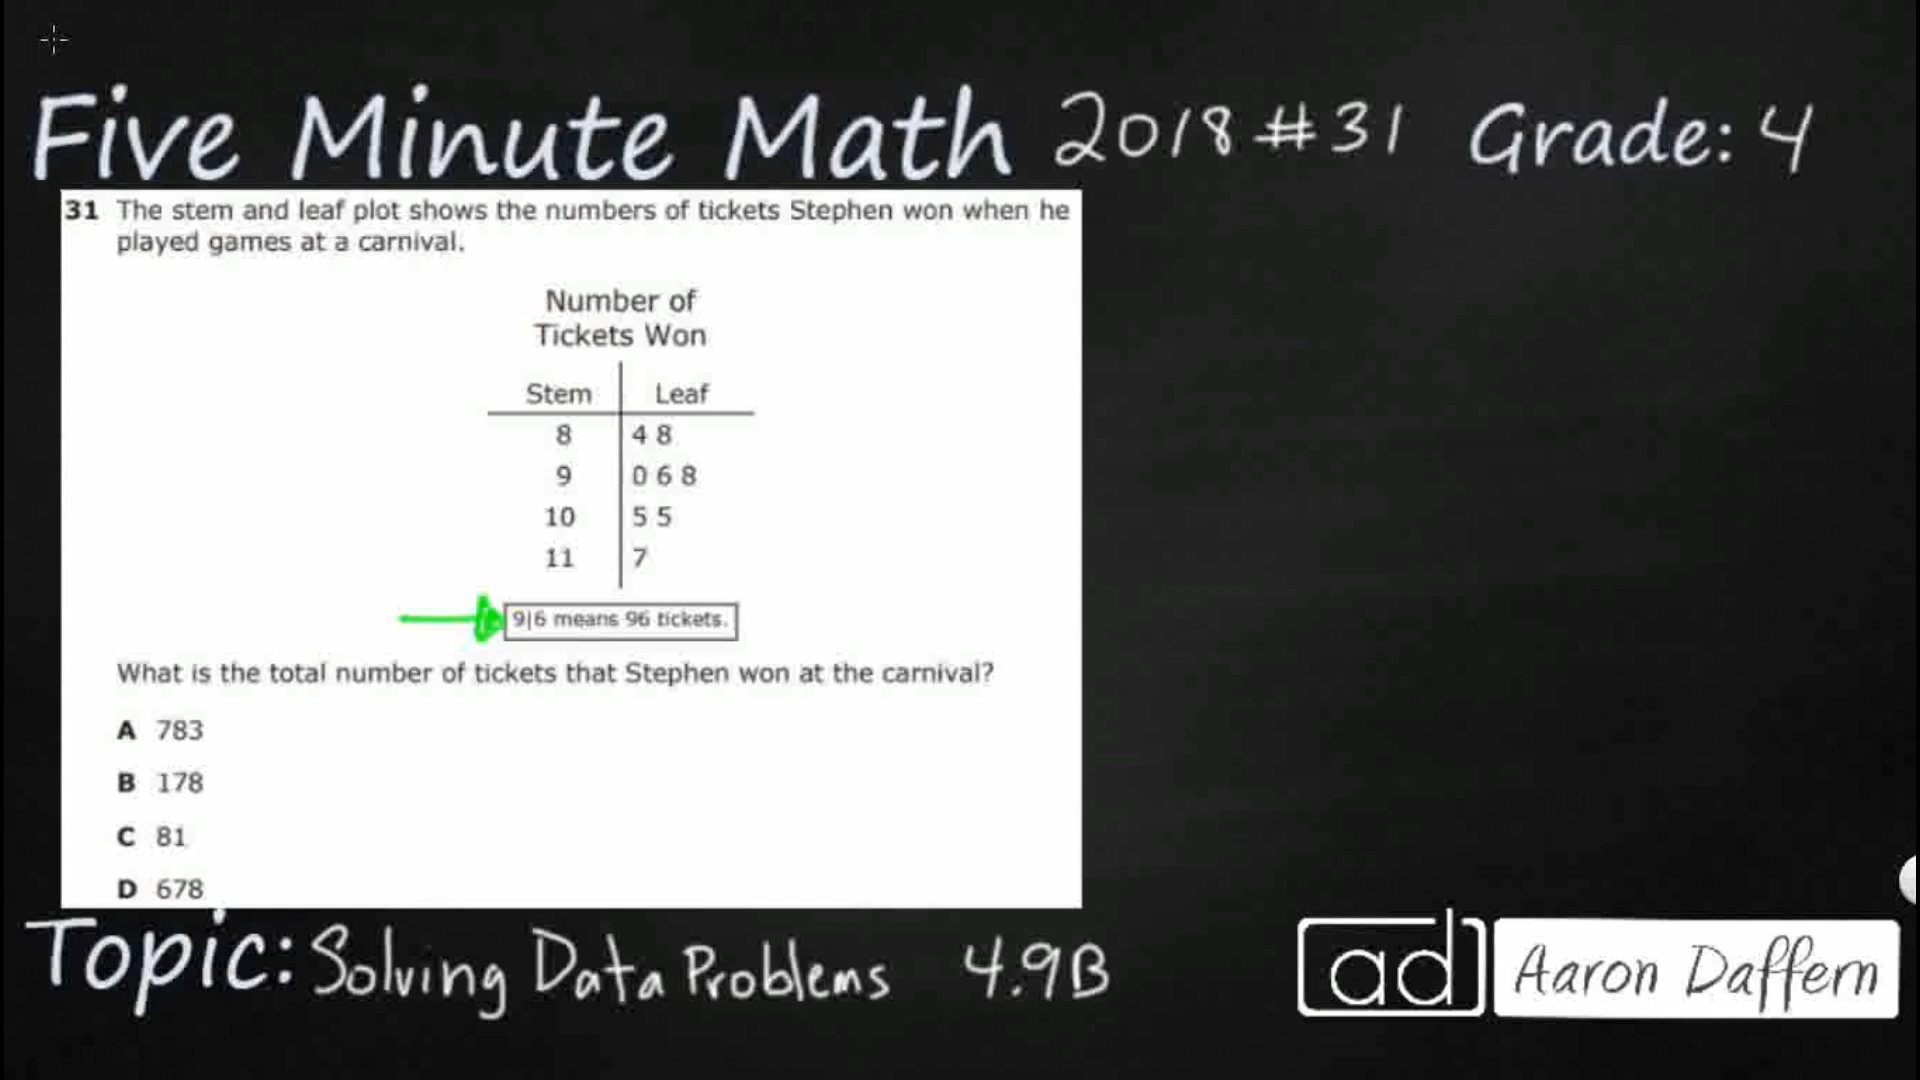 Five Minute Math 2018 #31 Grade: 4
31 The stem and leaf plot shows the numbers of tickets Stephen won when he
played games at a carnival.
Number of
Tickets Won
Stem Leaf
8 4 8
9 0 6 8
10 5 5
11 7
9|6 means 96 tickets.
What is the total number of tickets that Stephen won at the carnival?
A 783
B 178
C 81
D 678
Topic: Solving Data Problems 4.9B
ad Aaron Daffern